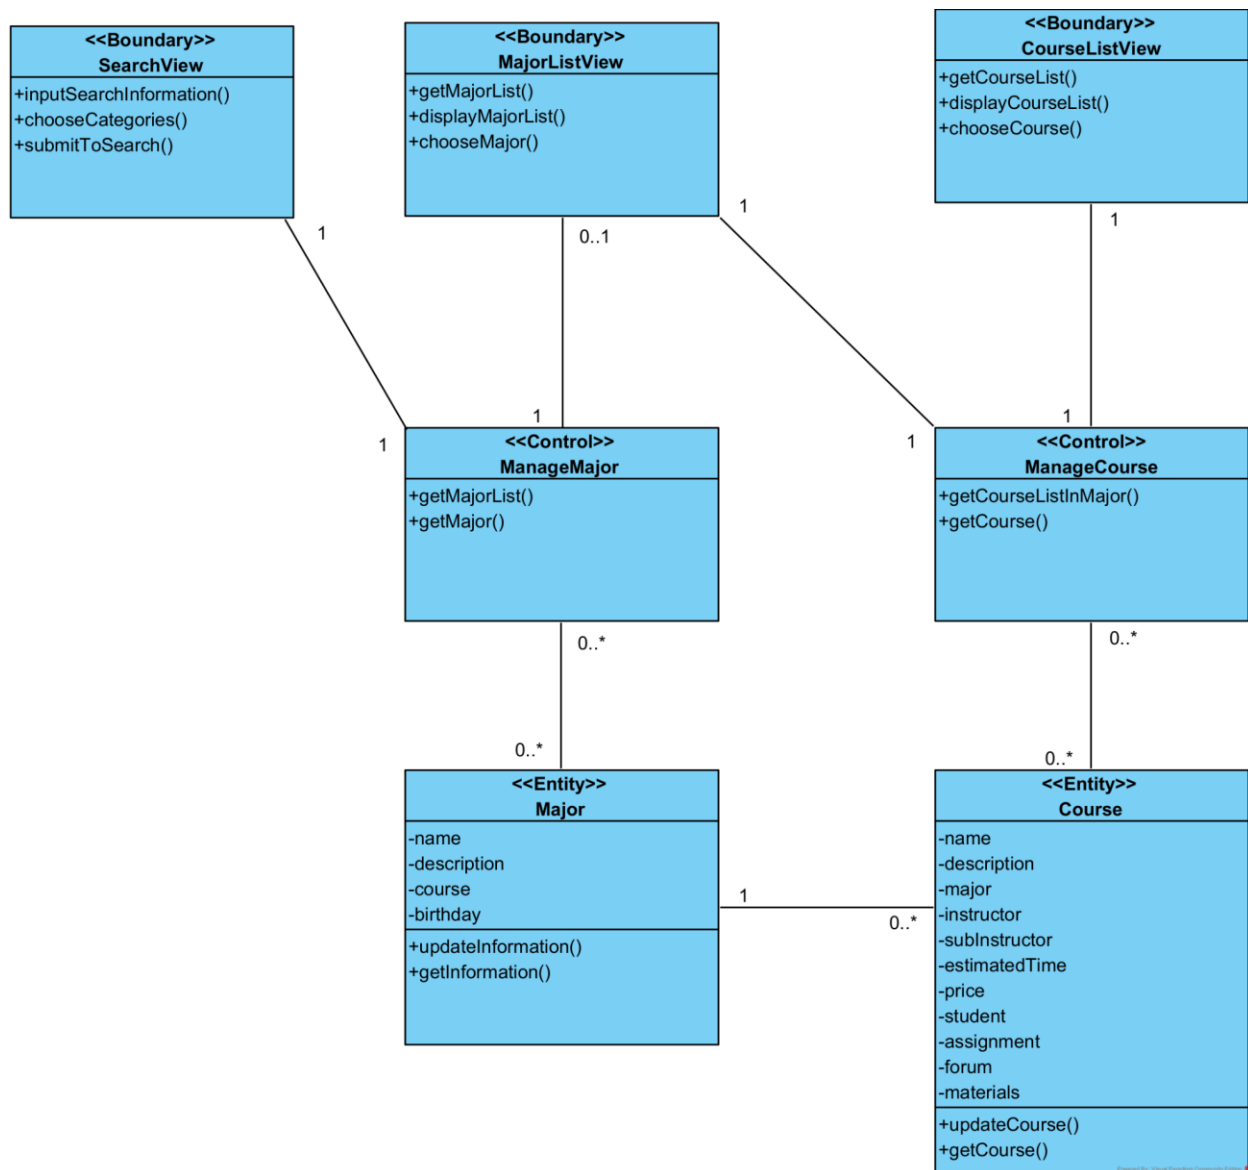 <<Boundary>>
SearchView
+inputSearchInformation()
+chooseCategories()
+submitToSearch()
<<Boundary>>
MajorListView
+getMajorList()
+displayMajorList()
+chooseMajor()
<<Boundary>>
CourseListView
+getCourseList()
+displayCourseList()
+chooseCourse()
1
0..1
1
1
1
1
1
1
<<Control>>
ManageMajor
+getMajorList()
+getMajor()
<<Control>>
ManageCourse
+getCourseListInMajor()
+getCourse()
0..*
0..*
0..*
0..*
<<Entity>>
Major
-name
-description
-course
-birthday
+updateInformation()
+getInformation()
1
0..*
<<Entity>>
Course
-name
-description
-major
-instructor
-subInstructor
-estimatedTime
-price
-student
-assignment
-forum
-materials
+updateCourse()
+getCourse()